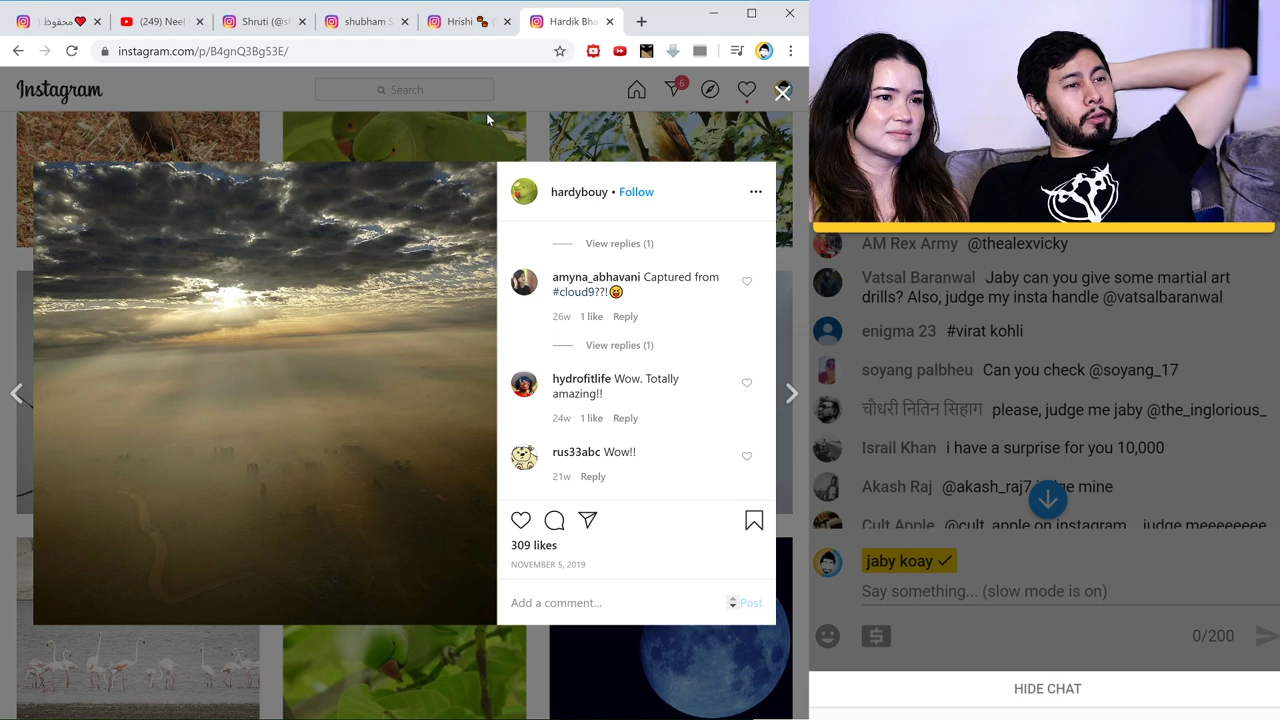 محفوظ❤️
(249) Neel
Shruti (@s
shubham S
Hrishi
Hardik Bha
instagram.com/p/B4gnQ3Bg53E/
Instagram
Search
6
hardybouy • Follow
View replies (1)
amyna_abhavani Captured from
#cloud9??!😝
26w 1 like Reply
View replies (1)
hydrofitlife Wow. Totally
amazing!!
24w 1 like Reply
rus33abc Wow!!
21w Reply
309 likes
NOVEMBER 5, 2019
Add a comment...
Post
AM Rex Army @thealexvicky
Vatsal Baranwal Jaby can you give some martial art
drills? Also, judge my insta handle @vatsalbaranwal
enigma 23 #virat kohli
soyang palbheu Can you check @soyang_17
चौधरी नितिन सिहाग please, judge me jaby @the_inglorious_
Israil Khan i have a surprise for you 10,000
Akash Raj @akash_raj7 mine
Cult Apple @cult_apple on instagram... judge meeeeeeee
jaby koay ✓
Say something... (slow mode is on)
0/200
HIDE CHAT